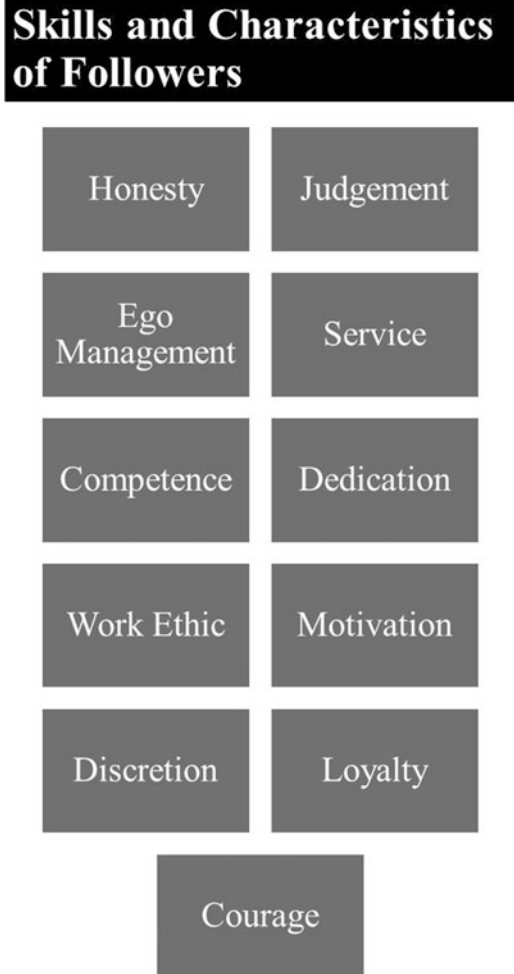 Skills and Characteristics
of Followers
Honesty
Judgement
Ego
Management
Service
Competence
Dedication
Work Ethic
Motivation
Discretion
Loyalty
Courage